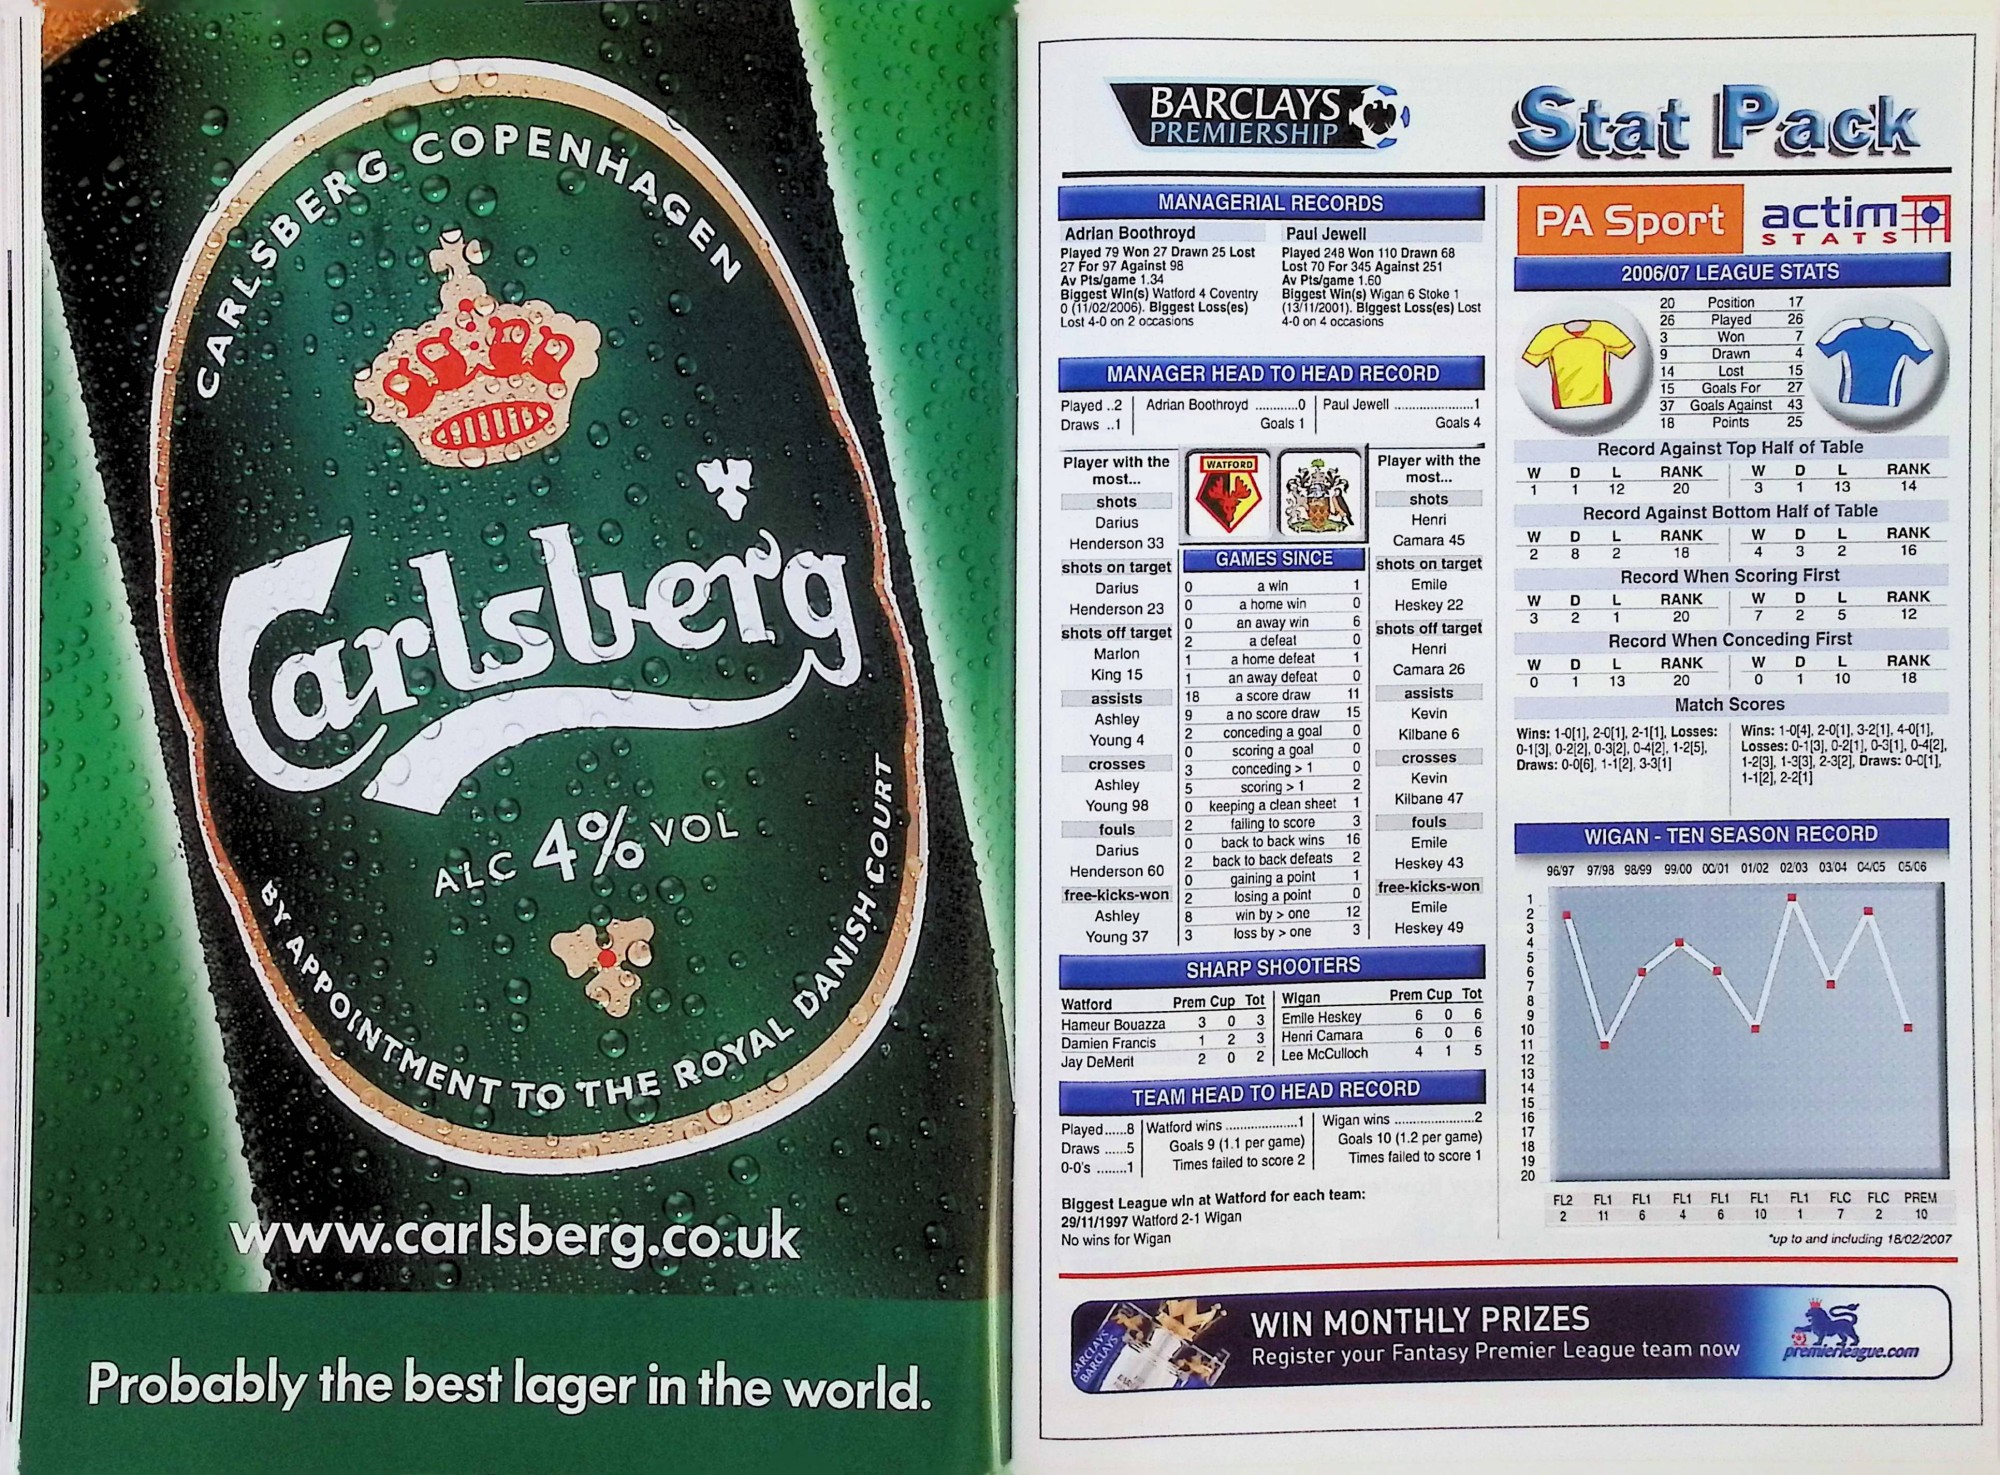 CARLSBERG COPENHAGEN
Carlsberg
ALC 4% VOL
BY APPOINTMENT TO THE ROYAL DANISH COURT
www.carlsberg.co.uk
Probably the best lager in the world.
BARCLAYS
PREMIERSHIP
Stat Pack
MANAGERIAL RECORDS
Adrian Boothroyd
Played 79 Won 27 Drawn 25 Lost
27 For 97 Against 98
Av Pts/game 1.34
Biggest Win(s) Watford 4 Coventry
0 (11/02/2006). Biggest Loss(es)
Lost 4-0 on 2 occasions
Paul Jewell
Played 248 Won 110 Drawn 68
Lost 70 For 345 Against 251
Av Pts/game 1.60
Biggest Win(s) Wigan 6 Stoke 1
(13/11/2001). Biggest Loss(es) Lost
4-0 on 4 occasions
MANAGER HEAD TO HEAD RECORD
Played ..2 Adrian Boothroyd ............0 Paul Jewell ........................1
Draws ..1 Goals 1 Goals 4
Player with the
most...
shots
Darius
Henderson 33
shots on target
Darius
Henderson 23
shots off target
Marlon
King 15
assists
Ashley
Young 4
crosses
Ashley
Young 98
fouls
Darius
Henderson 60
free-kicks-won
Ashley
Young 37
WATFORD
GAMES SINCE
0 a win 1
0 a home win 0
0 an away win 6
2 a defeat 0
1 a home defeat 1
1 an away defeat 0
18 a score draw 11
9 a no score draw 15
2 conceding a goal 0
0 scoring a goal 0
3 conceding > 1 0
5 scoring > 1 2
0 keeping a clean sheet 1
2 failing to score 3
0 back to back wins 16
2 back to back defeats 2
0 gaining a point 1
2 losing a point 0
8 win by > one 12
3 loss by > one 3
Player with the
most...
shots
Henri
Camara 45
shots on target
Emile
Heskey 22
shots off target
Henri
Camara 26
assists
Kevin
Kilbane 6
crosses
Kevin
Kilbane 47
fouls
Emile
Heskey 43
free-kicks-won
Emile
Heskey 49
SHARP SHOOTERS
Watford Prem Cup Tot Wigan Prem Cup Tot
Hameur Bouazza 3 0 3 Emile Heskey 6 0 6
Damien Francis 1 2 3 Henri Camara 6 0 6
Jay DeMerit 2 0 2 Lee McCulloch 4 1 5
TEAM HEAD TO HEAD RECORD
Played......8 Watford wins ......................1 Wigan wins ........................2
Draws ......5 Goals 9 (1.1 per game) Goals 10 (1.2 per game)
0-0's ........1 Times failed to score 2 Times failed to score 1
Biggest League win at Watford for each team:
29/11/1997 Watford 2-1 Wigan
No wins for Wigan
PA Sport
actim
STATS
2006/07 LEAGUE STATS
20 Position 17
26 Played 26
3 Won 7
9 Drawn 4
14 Lost 15
15 Goals For 27
37 Goals Against 43
18 Points 25
Record Against Top Half of Table
W D L RANK W D L RANK
1 1 12 20 3 1 13 14
Record Against Bottom Half of Table
W D L RANK W D L RANK
2 8 2 18 4 3 2 16
Record When Scoring First
W D L RANK W D L RANK
3 2 1 20 7 2 5 12
Record When Conceding First
W D L RANK W D L RANK
0 1 13 20 0 1 10 18
Match Scores
Wins: 1-0[1], 2-0[1], 2-1[1], Losses:
0-1[3], 0-2[2], 0-3[2], 0-4[2], 1-2[5],
Draws: 0-0[6], 1-1[2], 3-3[1]
Wins: 1-0[4], 2-0[1], 3-2[1], 4-0[1],
Losses: 0-1[3], 0-2[1], 0-3[1], 0-4[2],
1-2[3], 1-3[3], 2-3[2], Draws: 0-0[1],
1-1[2], 2-2[1]
WIGAN - TEN SEASON RECORD
96/97 97/98 98/99 99/00 00/01 01/02 02/03 03/04 04/05 05/06
1
2
3
4
5
6
7
8
9
10
11
12
13
14
15
16
17
18
19
20
FL2 FL1 FL1 FL1 FL1 FL1 FL1 FLC FLC PREM
2 11 6 4 6 10 1 7 2 10
*up to and including 18/02/2007
BARCLAYS
BARCLAYS
WIN MONTHLY PRIZES
Register your Fantasy Premier League team now
premierleague.com